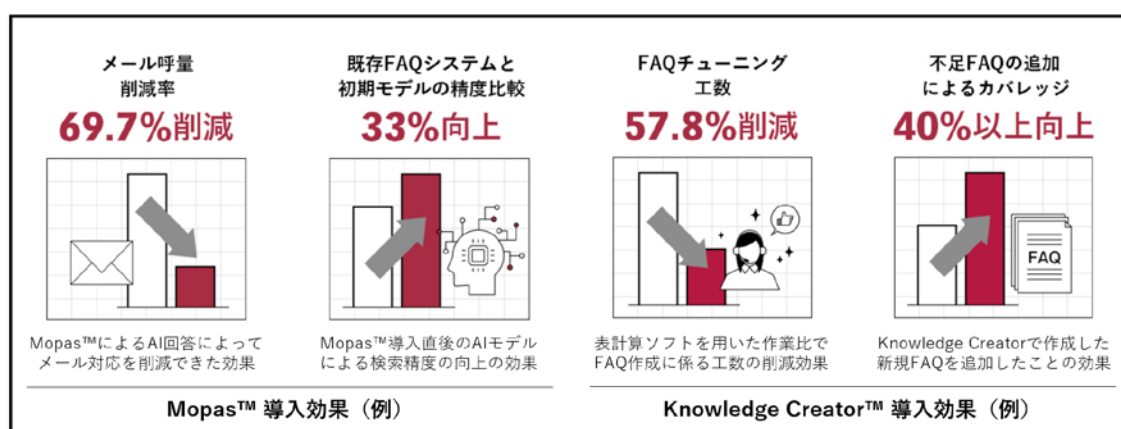 メール呼量
削減率
69.7%削減
MopasTMによるAI回答によって
メール対応を削減できた効果
既存FAQシステムと
初期モデルの精度比較
33%向上
MopasTM導入直後のAIモデル
による検索精度の向上の効果
MopasTM 導入効果（例）
FAQチューニング
工数
57.8%削減
表計算ソフトを用いた作業比で
FAQ作成に係る工数の削減効果
不足FAQの追加
によるカバレッジ
40%以上向上
FAQ
Knowledge Creatorで作成した
新規FAQを追加したことの効果
Knowledge CreatorTM 導入効果（例）